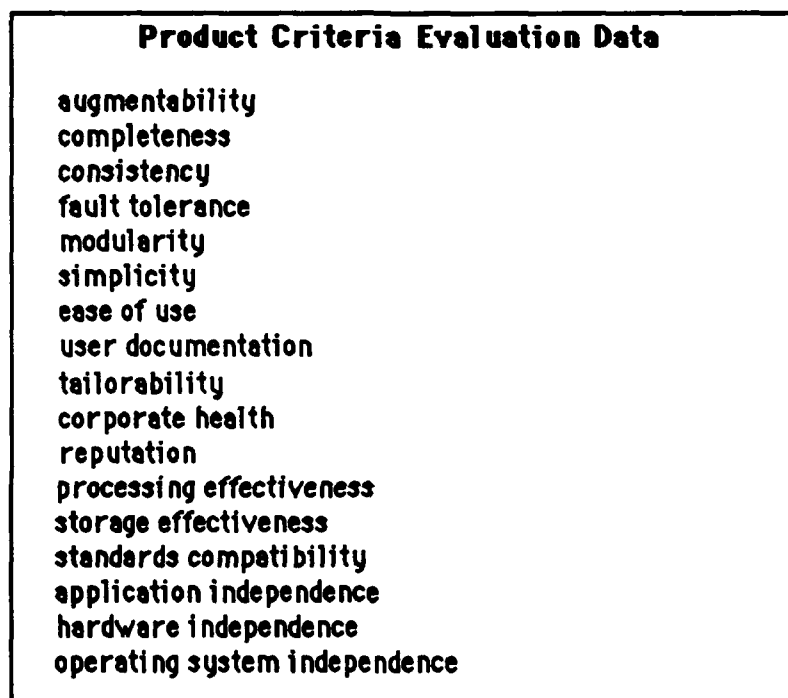 Product Criteria Evaluation Data
augmentability
completeness
consistency
fault tolerance
modularity
simplicity
ease of use
user documentation
tailorability
corporate health
reputation
processing effectiveness
storage effectiveness
standards compatibility
application independence
hardware independence
operating system independence